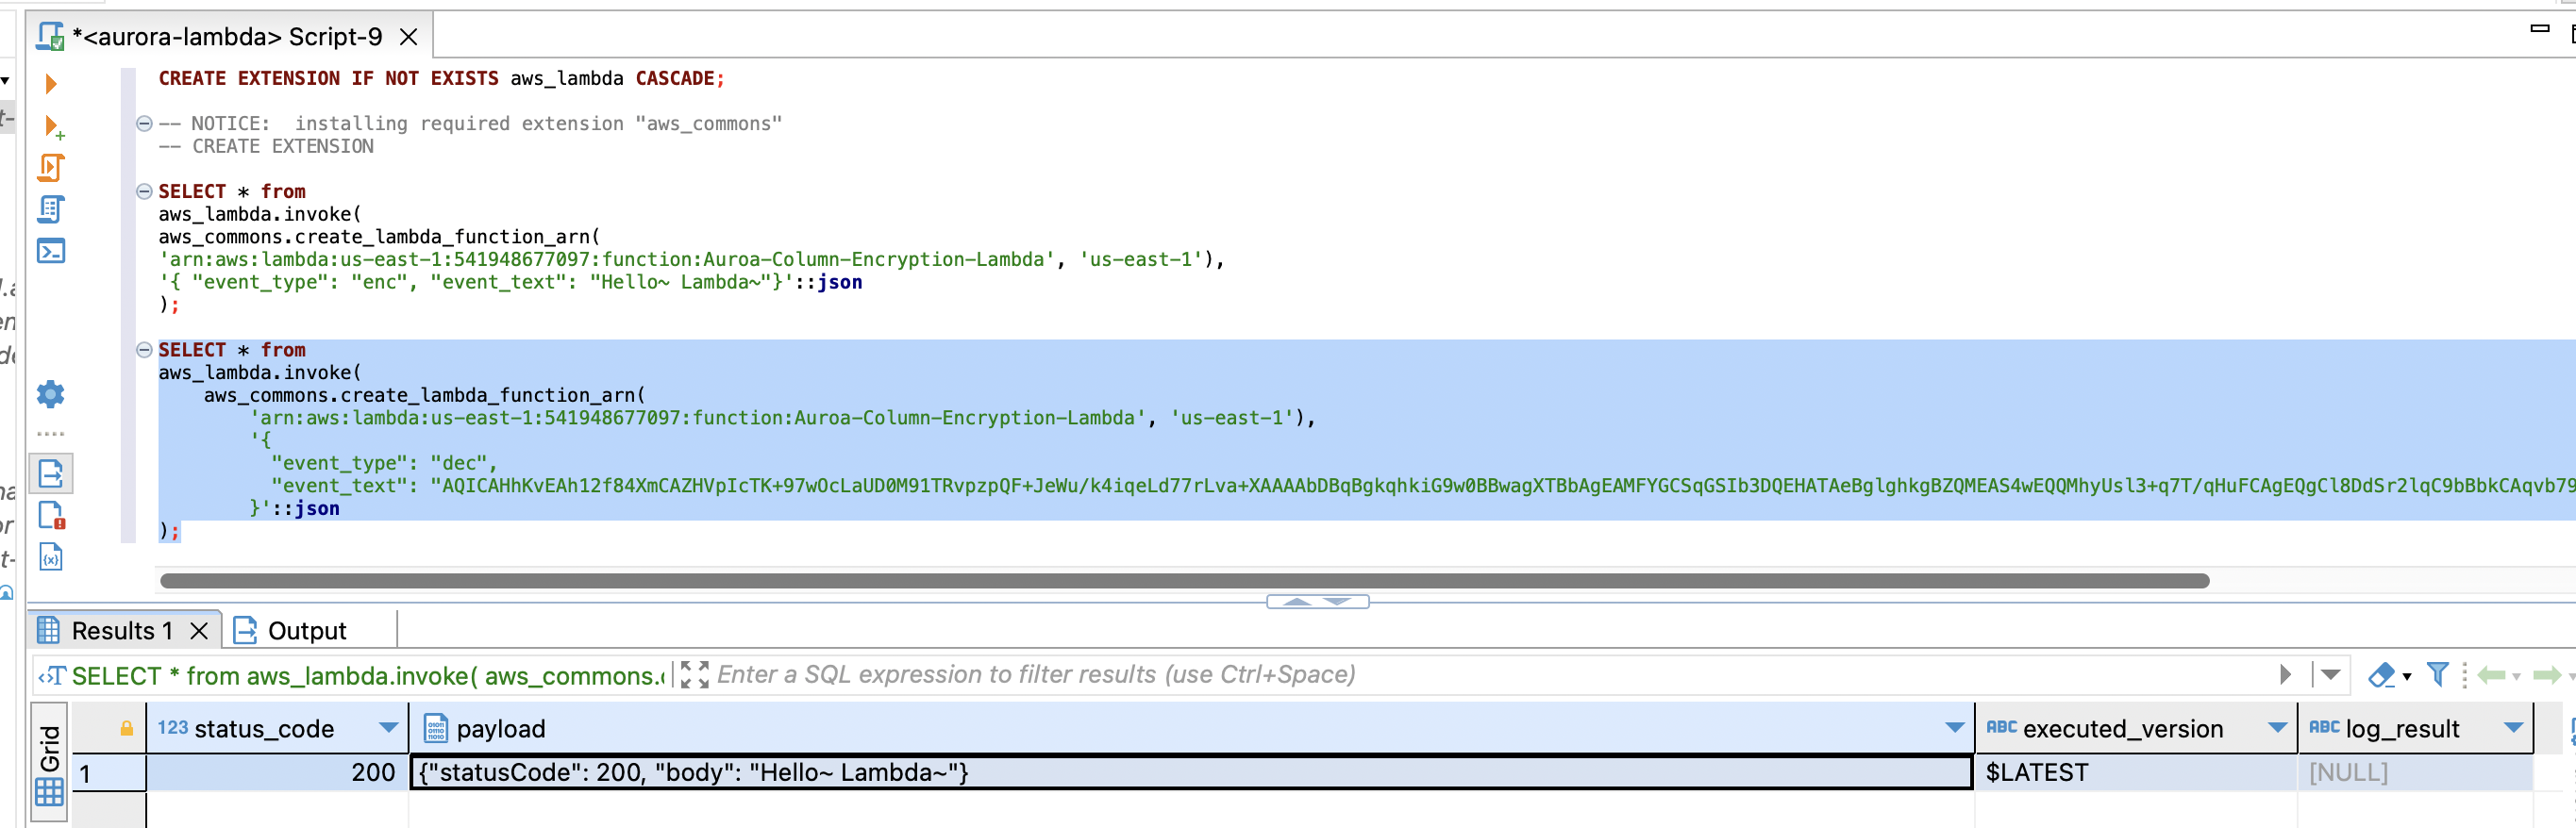 *<aurora-lambda> Script-9
CREATE EXTENSION IF NOT EXISTS aws_lambda CASCADE;
-- NOTICE:  installing required extension "aws_commons"
-- CREATE EXTENSION
SELECT * from
aws_lambda.invoke(
aws_commons.create_lambda_function_arn(
'arn:aws:lambda:us-east-1:541948677097:function:Auroa-Column-Encryption-Lambda', 'us-east-1'),
'{ "event_type": "enc", "event_text": "Hello~ Lambda~"}'::json
);
SELECT * from
aws_lambda.invoke(
aws_commons.create_lambda_function_arn(
'arn:aws:lambda:us-east-1:541948677097:function:Auroa-Column-Encryption-Lambda', 'us-east-1'),
'{
"event_type": "dec",
"event_text": "AQICAHhKvEAh12f84XmCAZHVpIcTK+97wOcLaUD0M91TRvpzpQF+JeWu/k4iqeLd77rLva+XAAAAbDBqBgkqhkiG9w0BBwagXTBbAgEAMFYGCSqGSIb3DQEHATAeBglghkgBZQMEAS4wEQQMhyUsl3+q7T/qHuFCAgEQgCl8DdSr2lqC9bBbkCAqvb79
}'::json
);
Results 1
Output
SELECT * from aws_lambda.invoke( aws_commons.
Enter a SQL expression to filter results (use Ctrl+Space)
Grid
123 status_code
payload
ABC executed_version
ABC log_result
1
200
{"statusCode": 200, "body": "Hello~ Lambda~"}
$LATEST
[NULL]